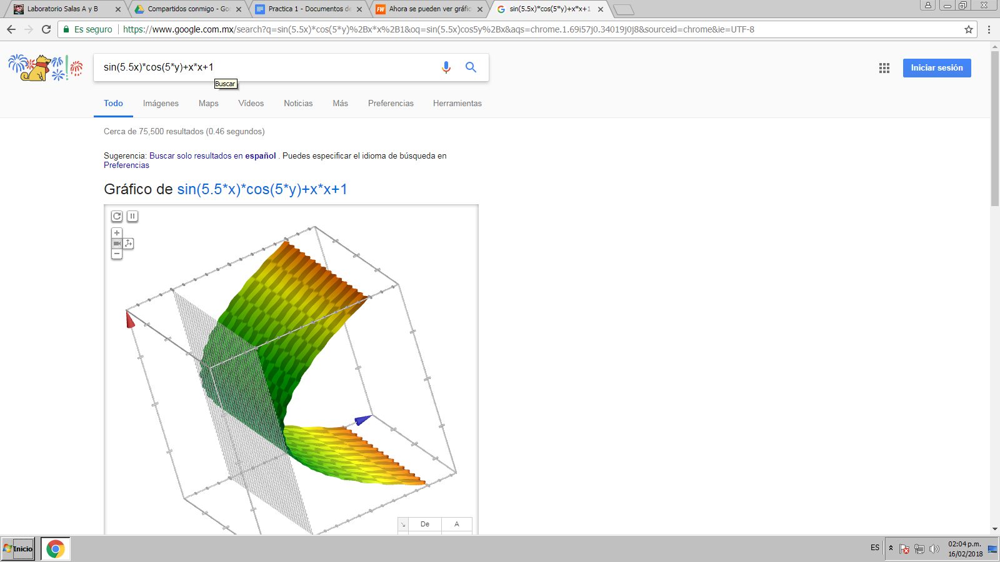 Laboratorio Salas A y B
Compartidos conmigo - Go
Practica 1 - Documentos de
Ahora se pueden ver gráfic
sin(5.5x)*cos(5*y)+x*x+1
Es seguro
https://www.google.com.mx/search?q=sin(5.5x)*cos(5*y)%2Bx*x%2B1&oq=sin(5.5x)cos5y%2Bx&aqs=chrome.1.69i57j0.34019j0j8&sourceid=chrome&ie=UTF-8
sin(5.5x)*cos(5*y)+x*x+1
Iniciar sesión
Buscar
Todo Imágenes Maps Vídeos Noticias Más Preferencias Herramientas
Cerca de 75,500 resultados (0.46 segundos)
Sugerencia: Buscar solo resultados en español . Puedes especificar el idioma de búsqueda en
Preferencias
Gráfico de sin(5.5*x)*cos(5*y)+x*x+1
De A
Inicio
ES
02:04 p.m.
16/02/2018